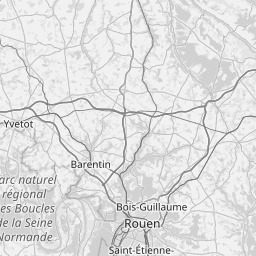 Yvetot
Barentin
arc naturel
régional
es Boucles
de la Seine
Normande
Bois-Guillaume
Rouen
Saint-Étienne-